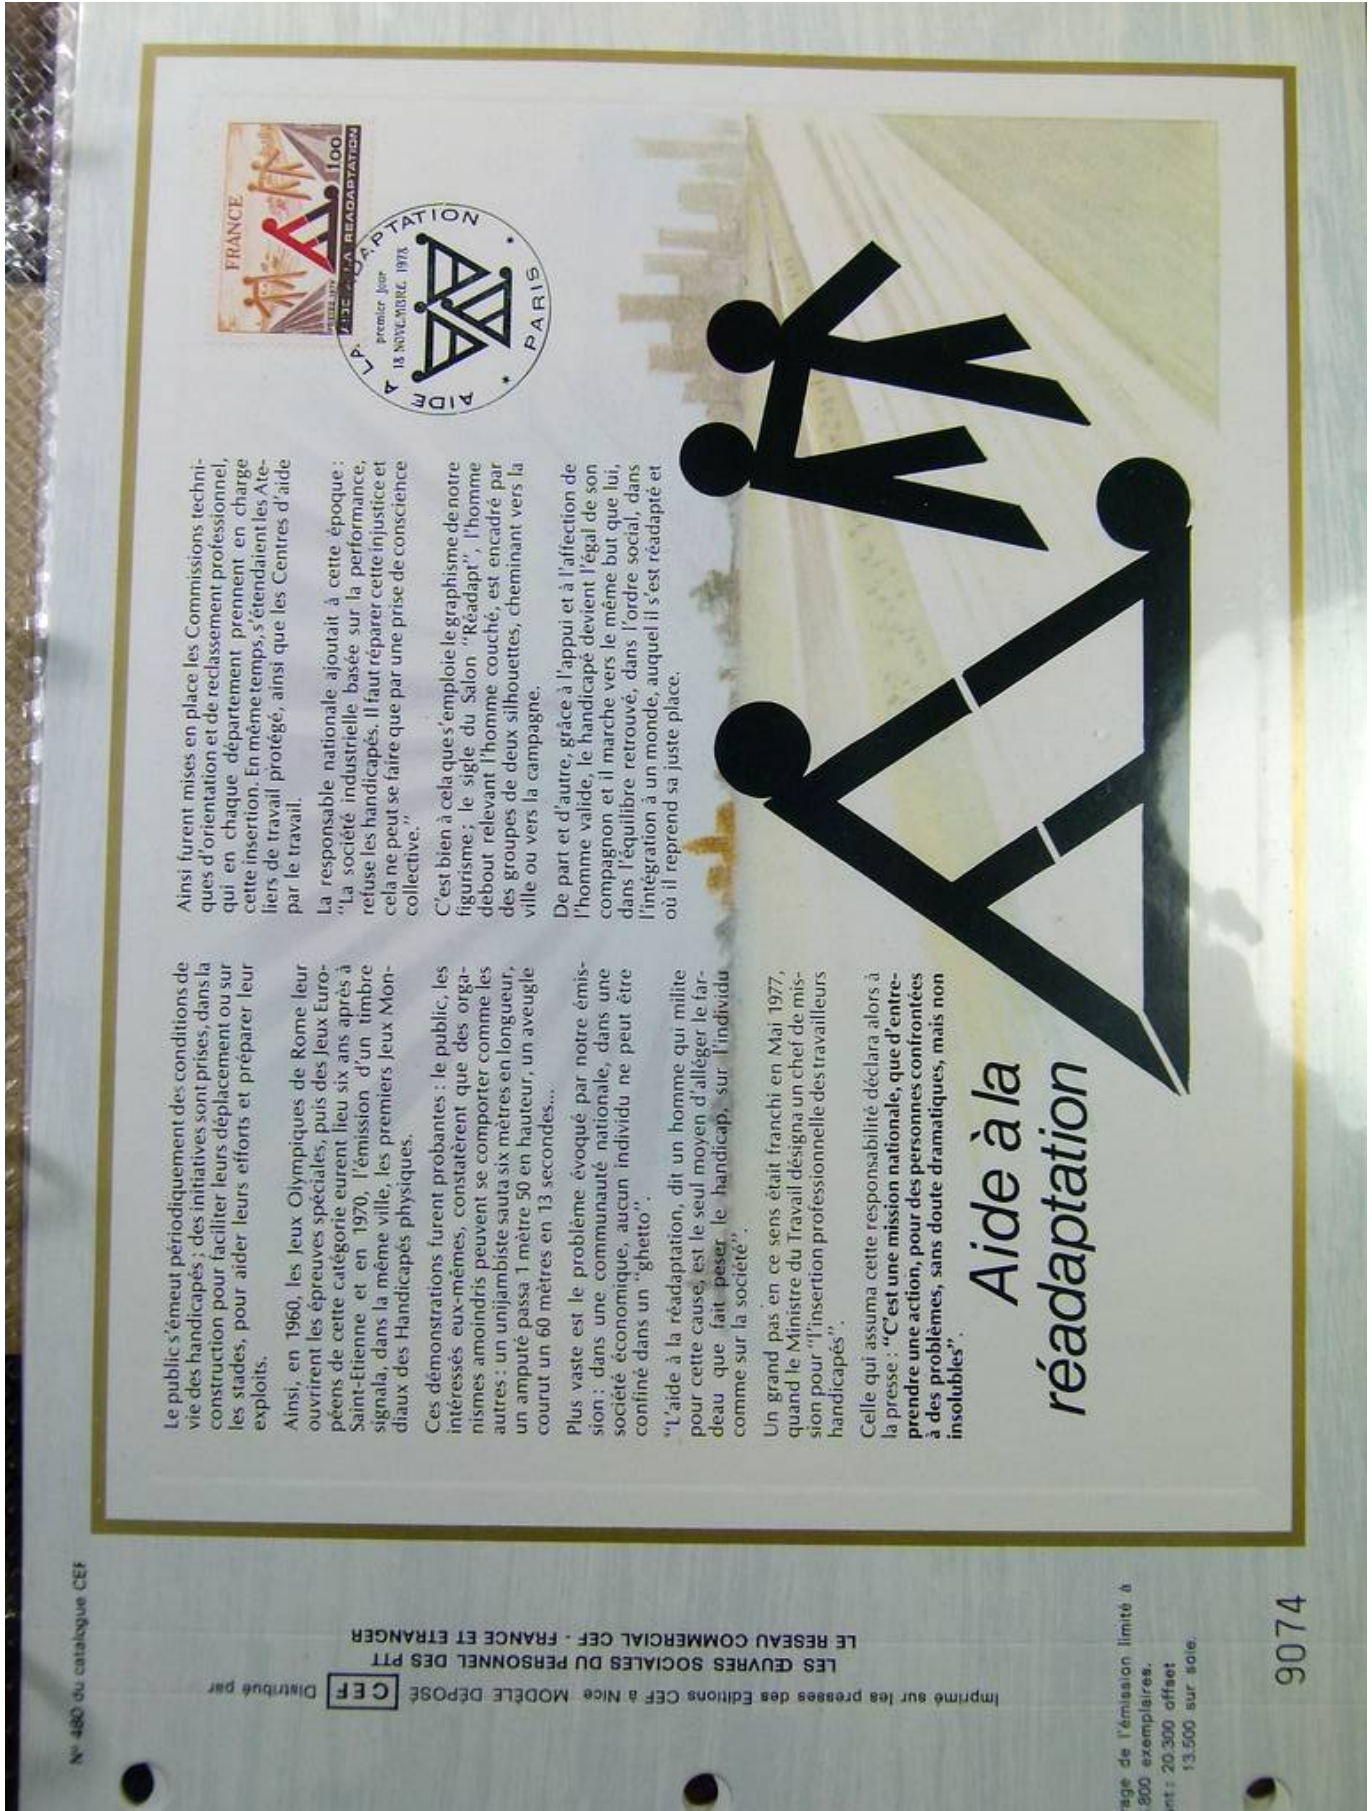 Nº 480 du catalogue CEF
Le public s'émeut périodiquement des conditions de
vie des handicapés ; des initiatives sont prises, dans la
construction pour faciliter leurs déplacement ou sur
les stades, pour aider leurs efforts et préparer leur
exploits.
Ainsi, en 1960, les Jeux Olympiques de Rome leur
ouvrirent les épreuves spéciales, puis des Jeux Euro-
péens de cette catégorie eurent lieu six ans après à
Saint-Etienne et en 1970, l'émission d'un timbre
signala, dans la même ville, les premiers Jeux Mon-
diaux des Handicapés physiques.
Ces démonstrations furent probantes : le public, les
intéressés eux-mêmes, constatèrent que des orga-
nismes amoindris peuvent se comporter comme les
autres : un unijambiste sauta six mètres en longueur,
un amputé passa 1 mètre 50 en hauteur, un aveugle
courut un 60 mètres en 13 secondes...
Plus vaste est le problème évoqué par notre émis-
sion : dans une communauté nationale, dans une
société économique, aucun individu ne peut être
confiné dans un "ghetto".
"L'aide à la réadaptation, dit un homme qui milite
pour cette cause, est le seul moyen d'alléger le far-
deau que fait peser le handicap, sur l'individu
comme sur la société".
Un grand pas en ce sens était franchi en Mai 1977,
quand le Ministre du Travail désigna un chef de mis-
sion pour "l'insertion professionnelle des travailleurs
handicapés".
Celle qui assuma cette responsabilité déclara alors à
la presse : "C'est une mission nationale, que d'entre-
prendre une action, pour des personnes confrontées
à des problèmes, sans doute dramatiques, mais non
insolubles".
Ainsi furent mises en place les Commissions techni-
ques d'orientation et de reclassement professionnel,
qui en chaque département prennent en charge
cette insertion. En même temps, s'étendaient les Ate-
liers de travail protégé, ainsi que les Centres d'aide
par le travail.
La responsable nationale ajoutait à cette époque :
"La société industrielle basée sur la performance,
refuse les handicapés. Il faut réparer cette injustice et
cela ne peut se faire que par une prise de conscience
collective."
C'est bien à cela que s'emploie le graphisme de notre
figurisme ; le sigle du Salon "Réadapt", l'homme
debout relevant l'homme couché, est encadré par
des groupes de deux silhouettes, cheminant vers la
ville ou vers la campagne.
De part et d'autre, grâce à l'appui et à l'affection de
l'homme valide, le handicapé devient l'égal de son
compagnon et il marche vers le même but que lui,
dans l'équilibre retrouvé, dans l'ordre social, dans
l'intégration à un monde, auquel il s'est réadapté et
où il reprend sa juste place.
FRANCE
1.00
LA READAPTATION
AIDE A LA READAPTATION
premier jour
18 NOVEMBRE 1978
* PARIS *
Aide à la
réadaptation
Imprimé sur les presses des Editions CEF à Nice MODÈLE DÉPOSÉ CEF Distribué par
LES ŒUVRES SOCIALES DU PERSONNEL DES PTT
LE RESEAU COMMERCIAL CEF - FRANCE ET ETRANGER
rage de l'émission limité à
.800 exemplaires.
nt : 20.300 offset
13.500 sur soie.
9074